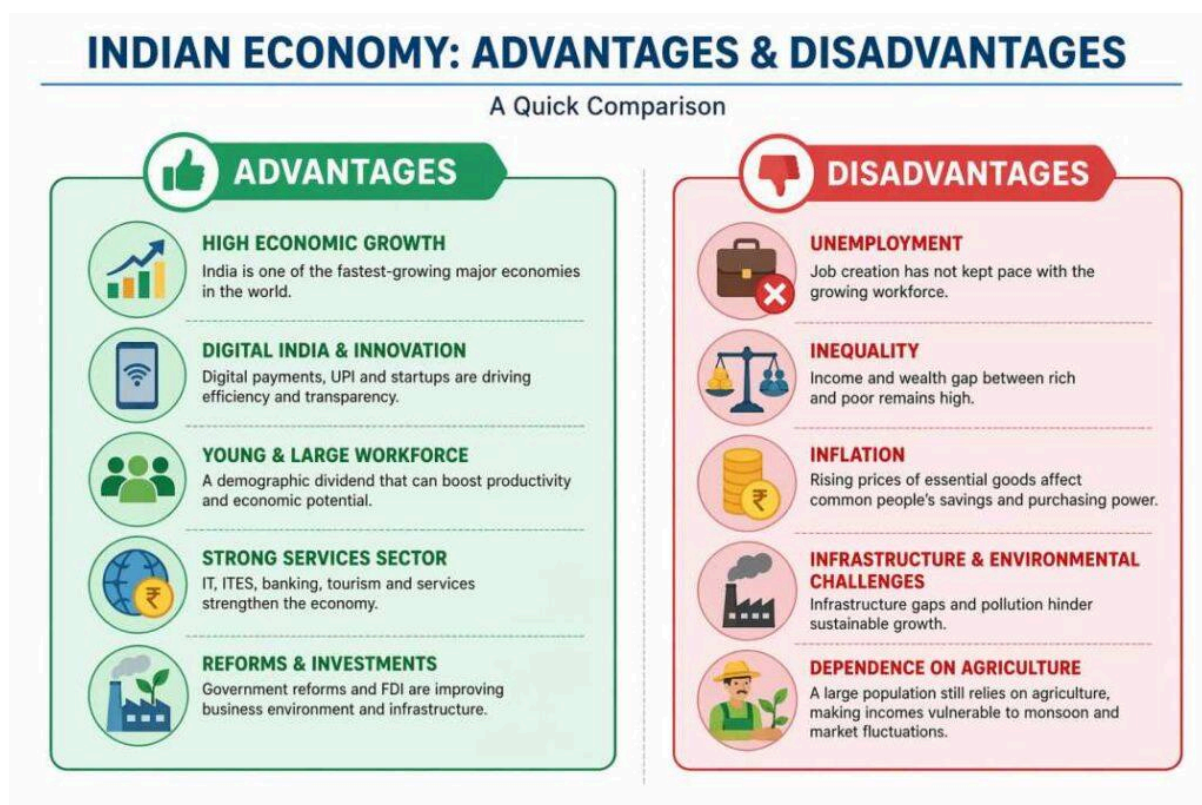 INDIAN ECONOMY: ADVANTAGES & DISADVANTAGES
A Quick Comparison
ADVANTAGES
HIGH ECONOMIC GROWTH
India is one of the fastest-growing major economies
in the world.
DIGITAL INDIA & INNOVATION
Digital payments, UPI and startups are driving
efficiency and transparency.
YOUNG & LARGE WORKFORCE
A demographic dividend that can boost productivity
and economic potential.
₹
STRONG SERVICES SECTOR
IT, ITES, banking, tourism and services
strengthen the economy.
REFORMS & INVESTMENTS
Government reforms and FDI are improving
business environment and infrastructure.
DISADVANTAGES
UNEMPLOYMENT
Job creation has not kept pace with the
growing workforce.
INEQUALITY
Income and wealth gap between rich
and poor remains high.
₹
INFLATION
Rising prices of essential goods affect
common people's savings and purchasing power.
INFRASTRUCTURE & ENVIRONMENTAL
CHALLENGES
Infrastructure gaps and pollution hinder
sustainable growth.
DEPENDENCE ON AGRICULTURE
A large population still relies on agriculture,
making incomes vulnerable to monsoon and
market fluctuations.